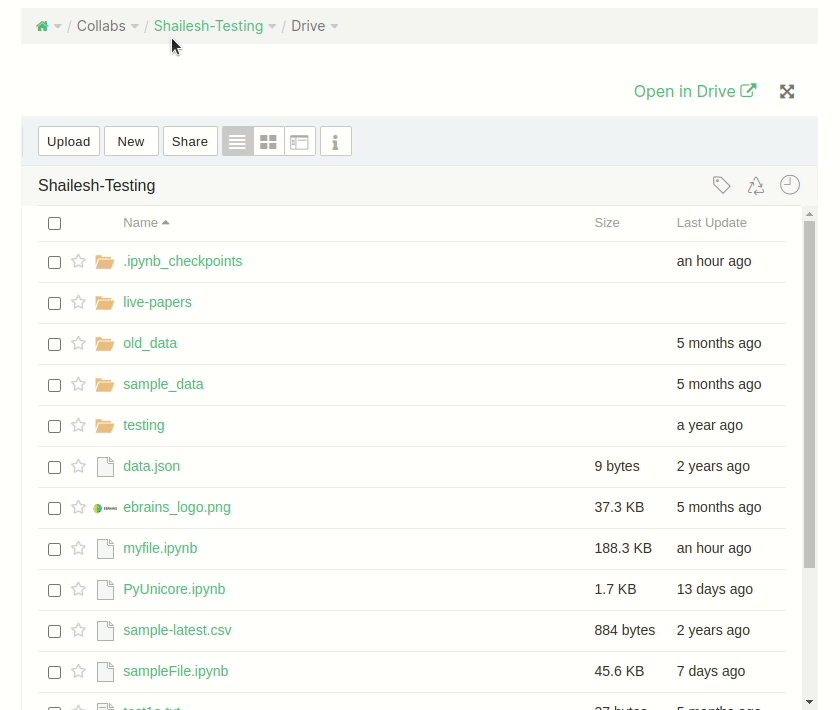 / Collabs / Shailesh-Testing / Drive
Open in Drive
Upload New Share
Shailesh-Testing
Name Size Last Update
.ipynb_checkpoints an hour ago
live-papers
old_data 5 months ago
sample_data 5 months ago
testing a year ago
data.json 9 bytes 2 years ago
ebrains_logo.png 37.3 KB 5 months ago
myfile.ipynb 188.3 KB an hour ago
PyUnicore.ipynb 1.7 KB 13 days ago
sample-latest.csv 884 bytes 2 years ago
sampleFile.ipynb 45.6 KB 7 days ago